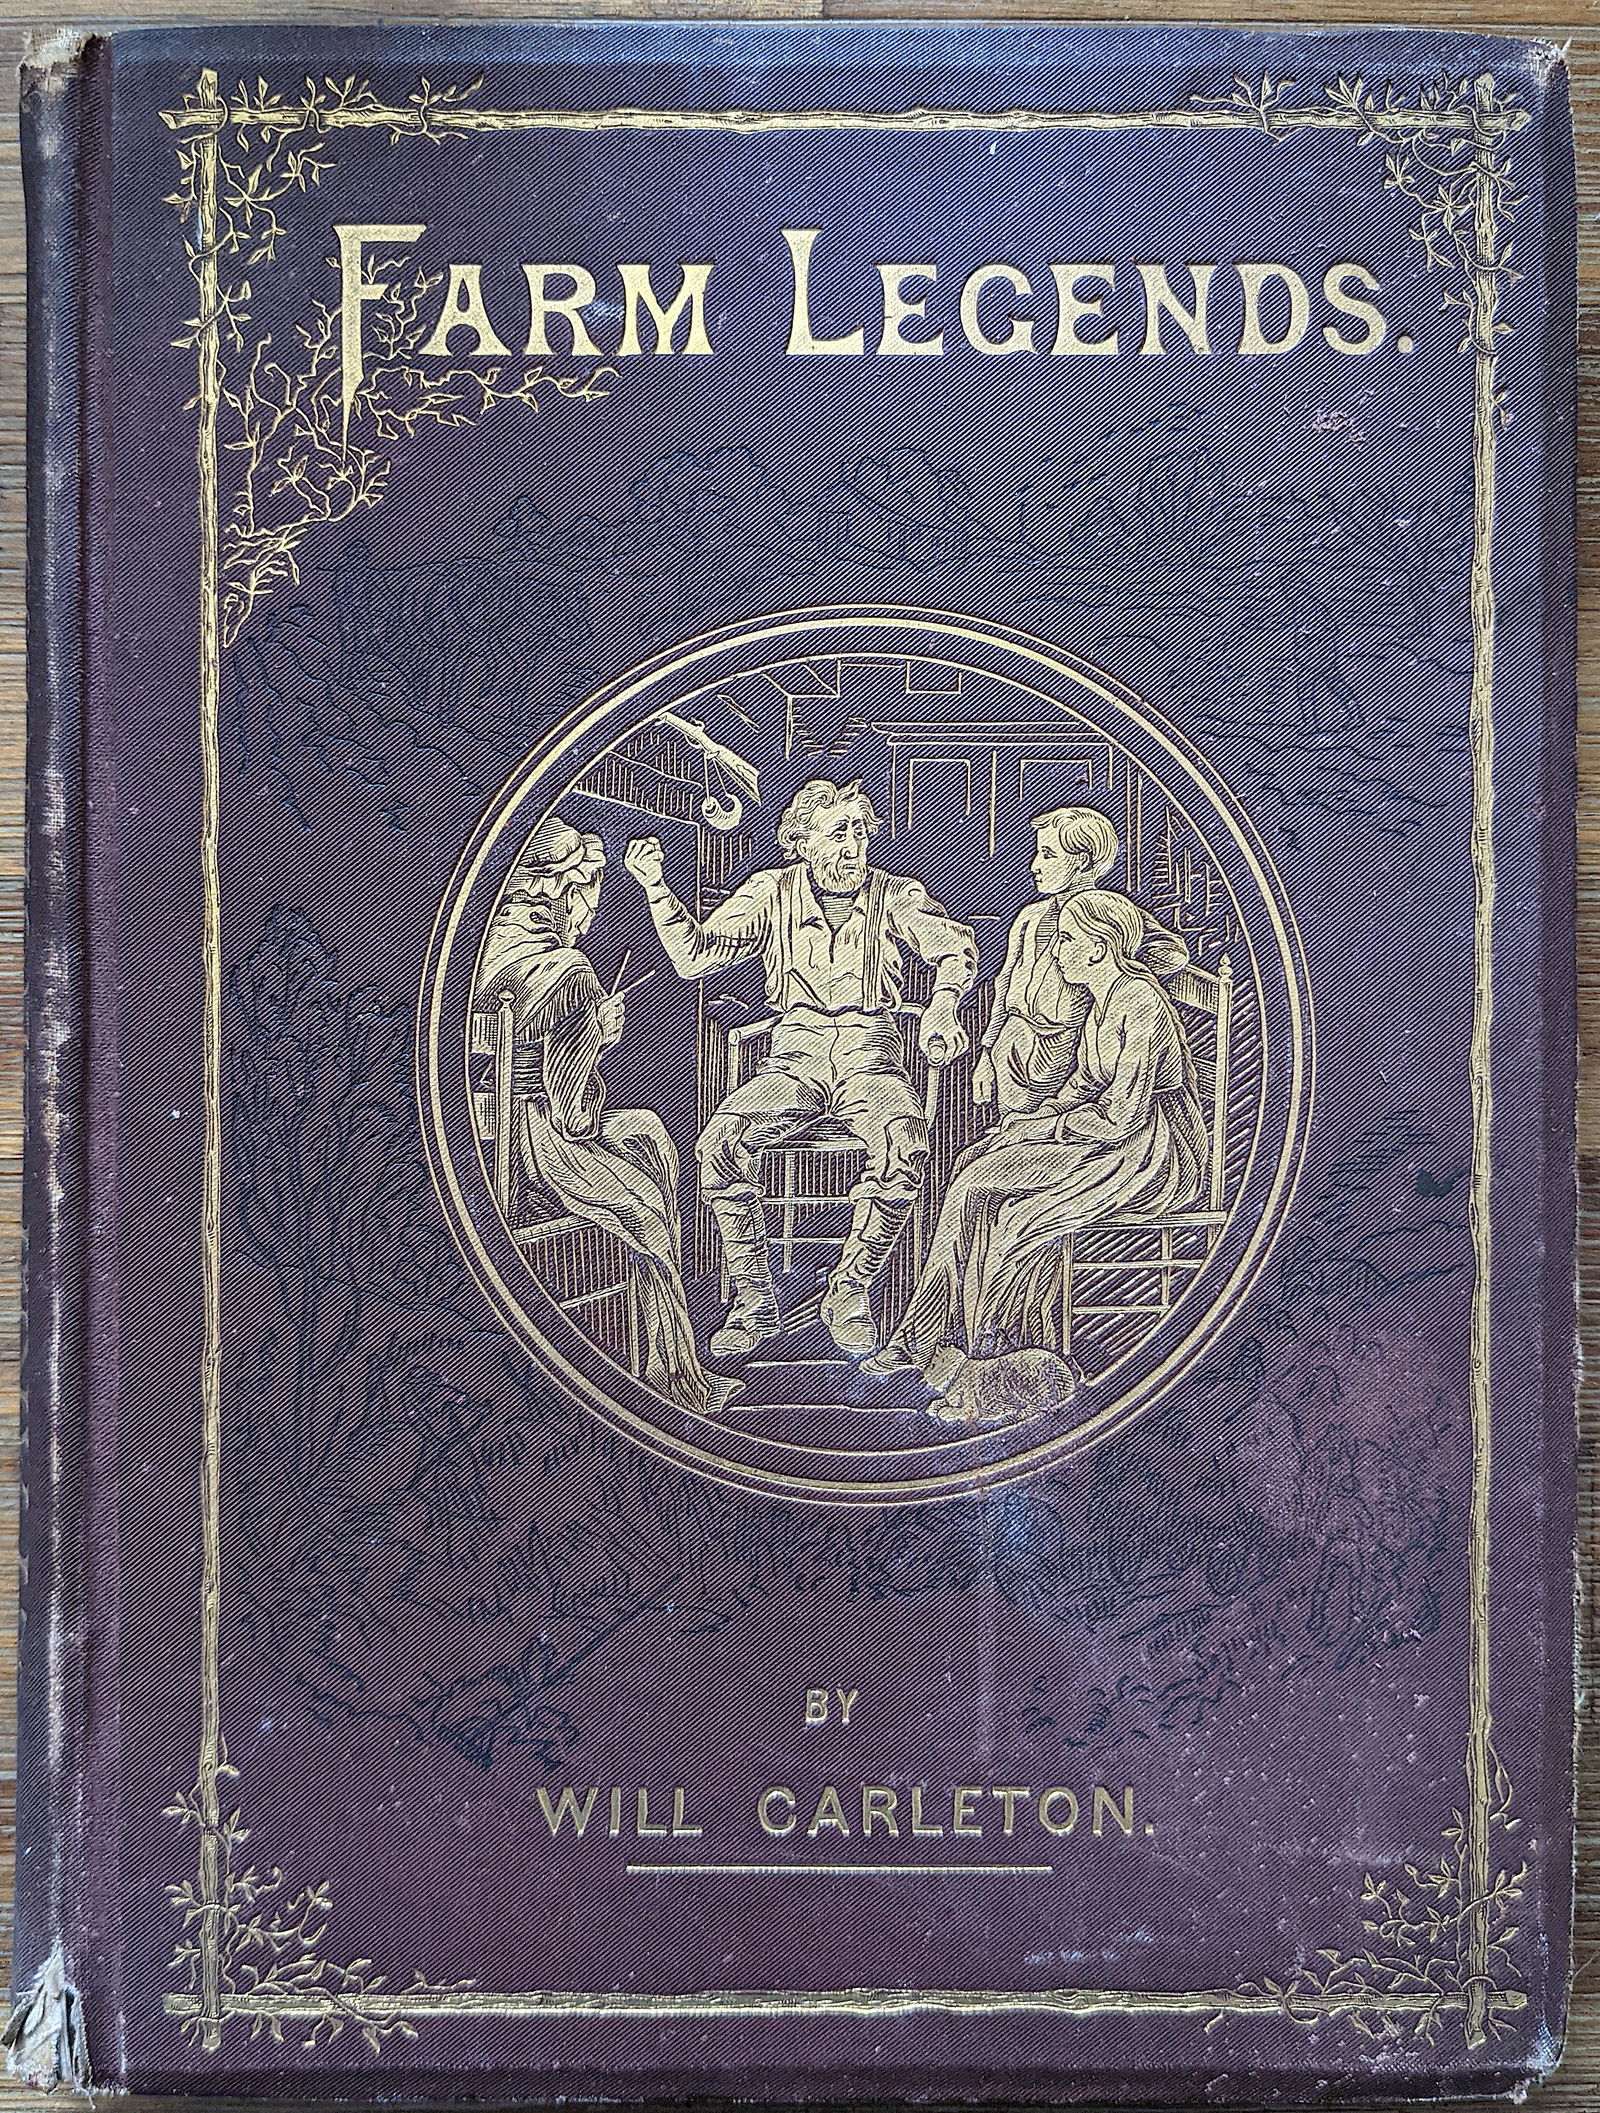 FARM LEGENDS.
BY
WILL CARLETON.